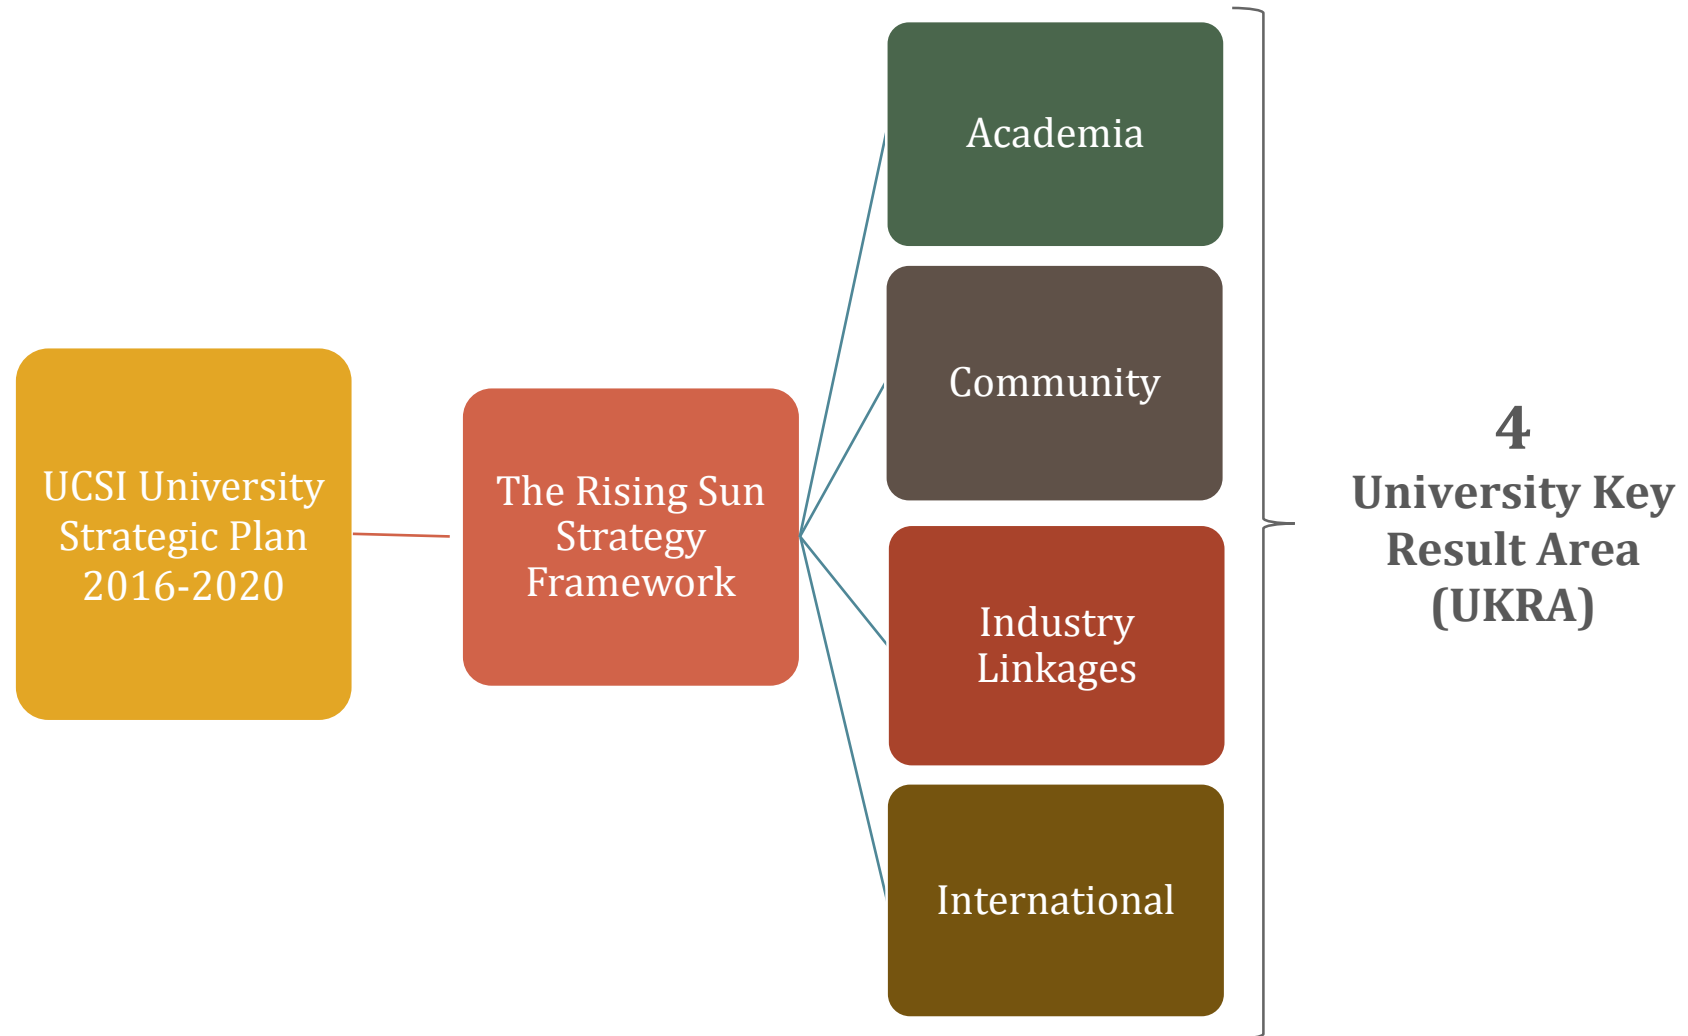 UCSI University
Strategic Plan
2016-2020
The Rising Sun
Strategy
Framework
Academia
Community
Industry
Linkages
International
4
University Key
Result Area
(UKRA)